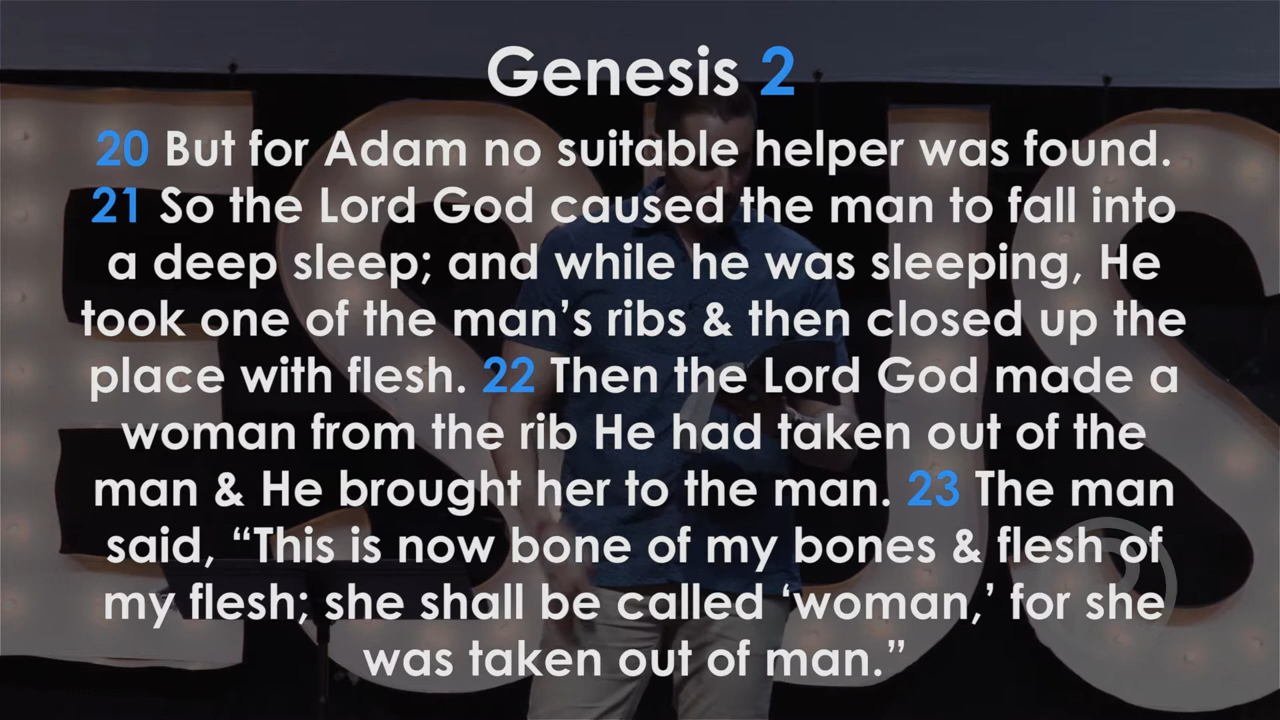 Genesis 2
20 But for Adam no suitable helper was found.
21 So the Lord God caused the man to fall into
a deep sleep; and while he was sleeping, He
took one of the man’s ribs & then closed up the
place with flesh. 22 Then the Lord God made a
woman from the rib He had taken out of the
man & He brought her to the man. 23 The man
said, “This is now bone of my bones & flesh of
my flesh; she shall be called ‘woman,’ for she
was taken out of man.”
ESUS